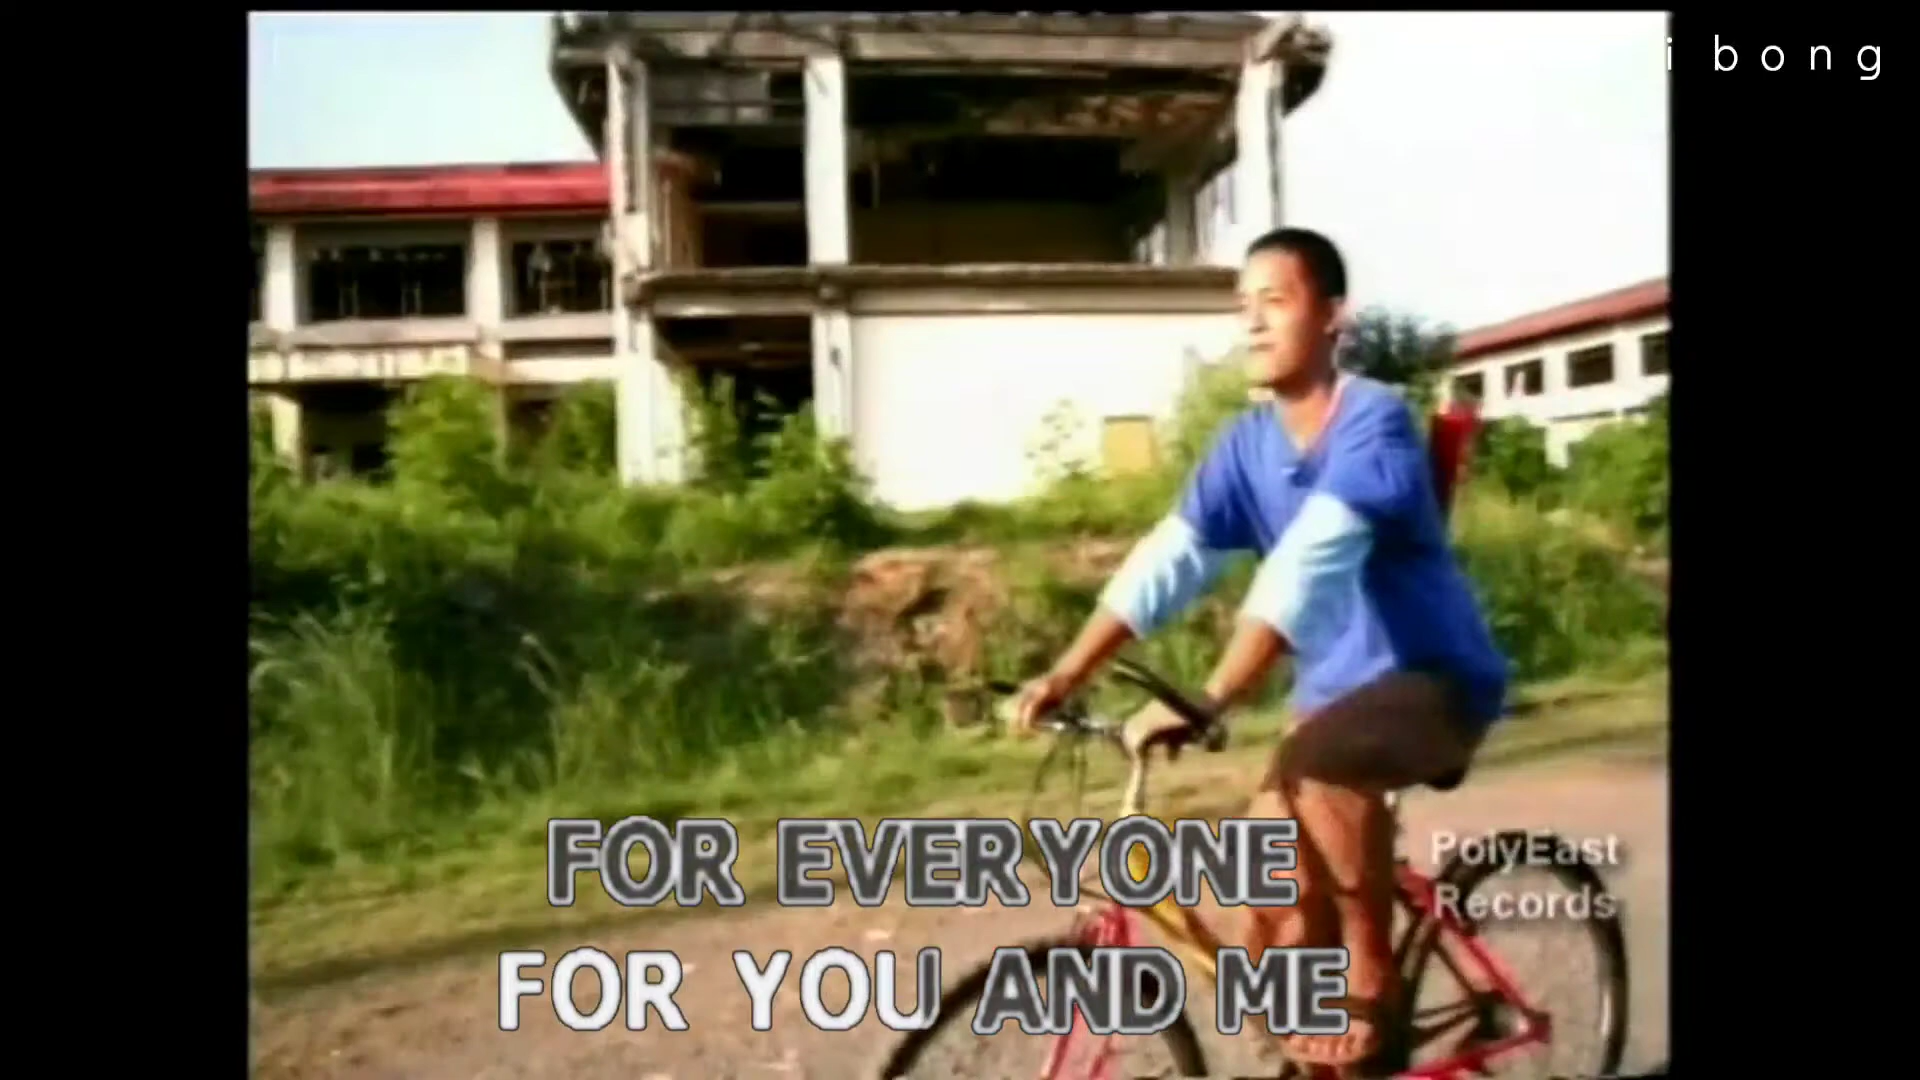 i bong
FOR EVERYONE
FOR YOU AND ME
PolyEast
Records